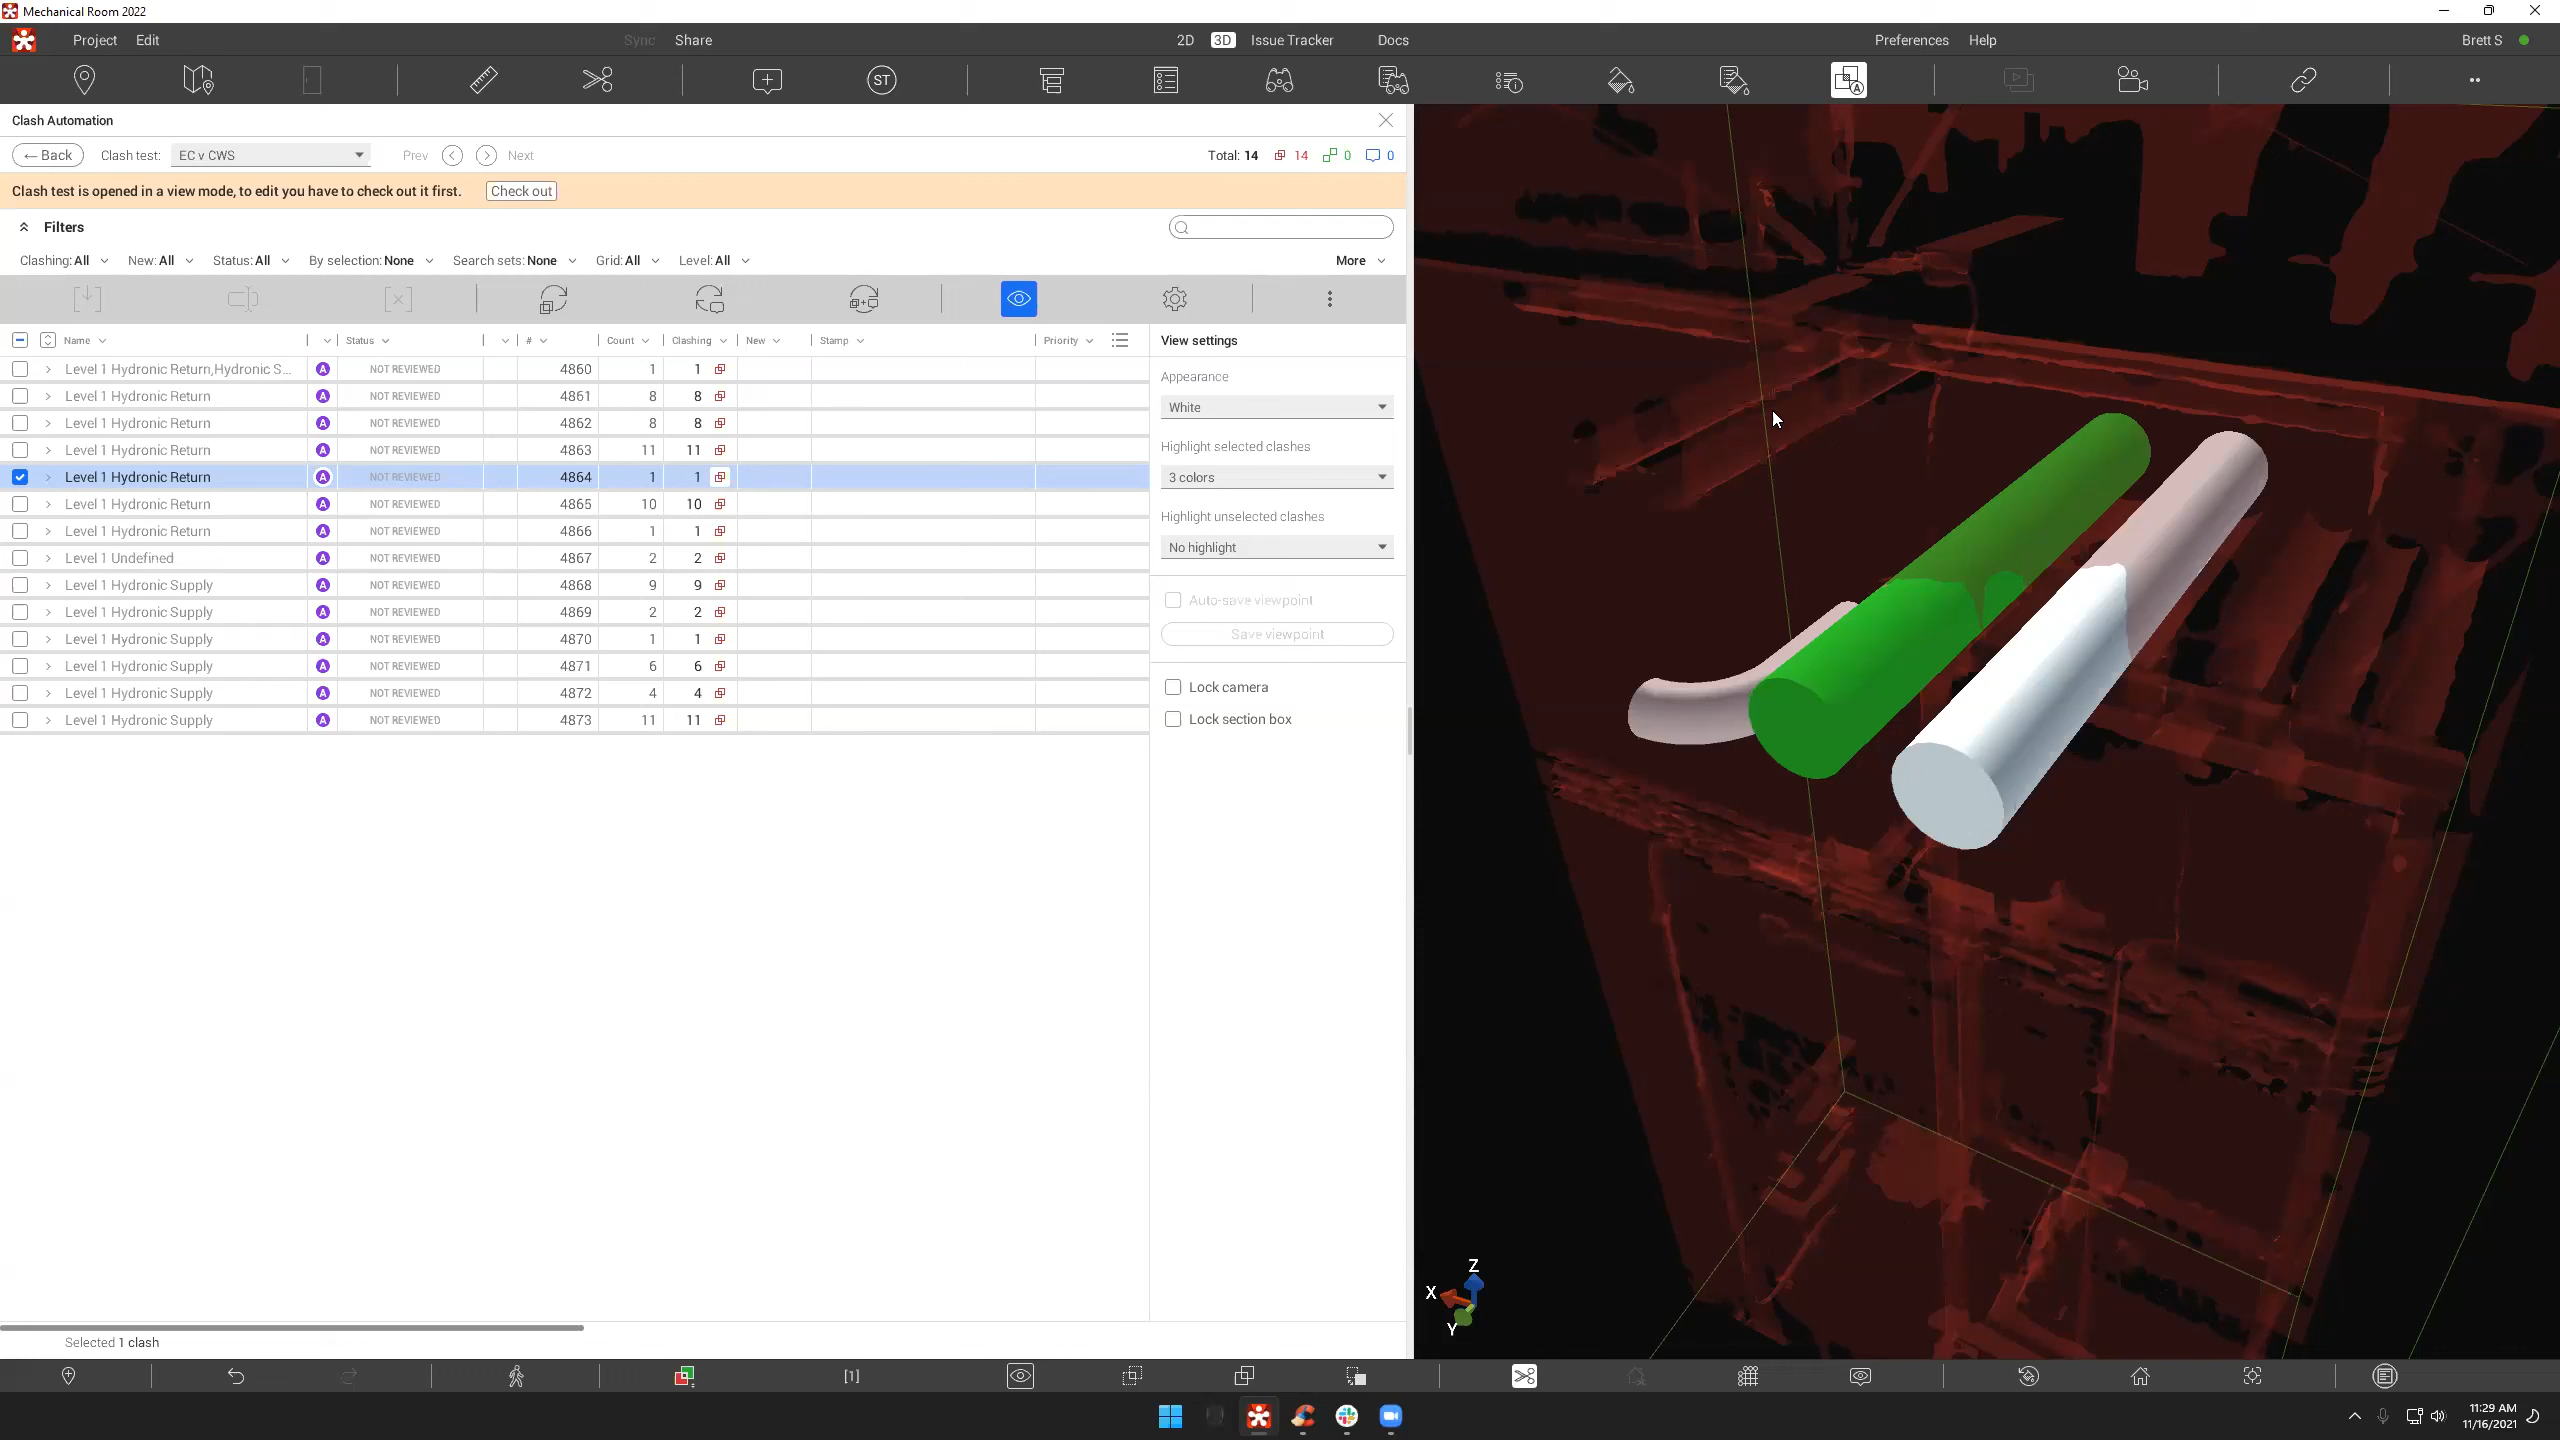 Mechanical Room 2022
Project Edit Sync Share 2D 3D Issue Tracker Docs Preferences Help Brett S
ST A
Clash Automation
← Back Clash test: EC v CWS Prev Next Total: 14 14 0 0
Clash test is opened in a view mode, to edit you have to check out it first. Check out
Filters
Clashing: All New: All Status: All By selection: None Search sets: None Grid: All Level: All More
Name Status # Count Clashing New Stamp Priority View settings
Level 1 Hydronic Return,Hydronic S... A NOT REVIEWED 4860 1 1
Appearance
Level 1 Hydronic Return A NOT REVIEWED 4861 8 8
White
Level 1 Hydronic Return A NOT REVIEWED 4862 8 8
Level 1 Hydronic Return A NOT REVIEWED 4863 11 11
Highlight selected clashes
Level 1 Hydronic Return A NOT REVIEWED 4864 1 1
3 colors
Level 1 Hydronic Return A NOT REVIEWED 4865 10 10
Highlight unselected clashes
Level 1 Hydronic Return A NOT REVIEWED 4866 1 1
No highlight
Level 1 Undefined A NOT REVIEWED 4867 2 2
Level 1 Hydronic Supply A NOT REVIEWED 4868 9 9
Auto-save viewpoint
Level 1 Hydronic Supply A NOT REVIEWED 4869 2 2
Save viewpoint
Level 1 Hydronic Supply A NOT REVIEWED 4870 1 1
Level 1 Hydronic Supply A NOT REVIEWED 4871 6 6
Lock camera
Level 1 Hydronic Supply A NOT REVIEWED 4872 4 4
Lock section box
Level 1 Hydronic Supply A NOT REVIEWED 4873 11 11
Z
X
Y
Selected 1 clash
[1]
11:29 AM
11/16/2021